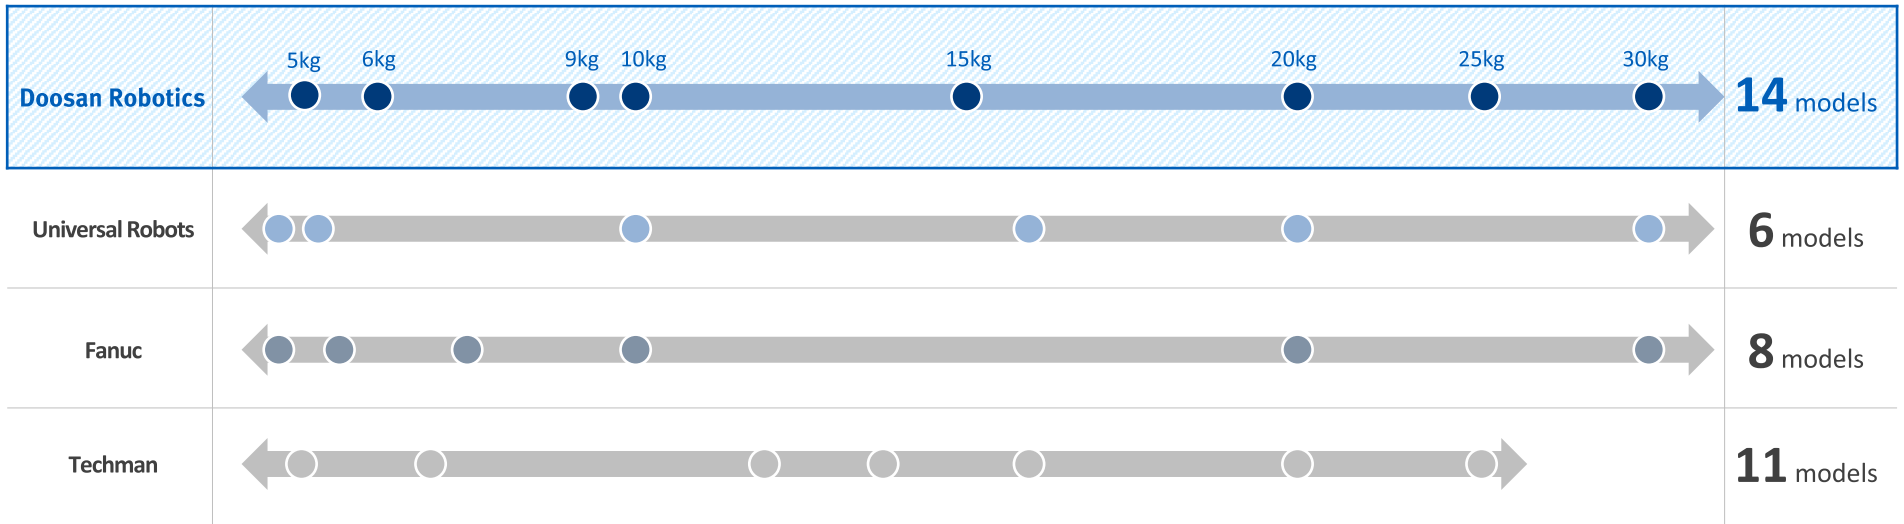 5kg 6kg 9kg 10kg 15kg 20kg 25kg 30kg
Doosan Robotics 14 models
Universal Robots 6 models
Fanuc 8 models
Techman 11 models